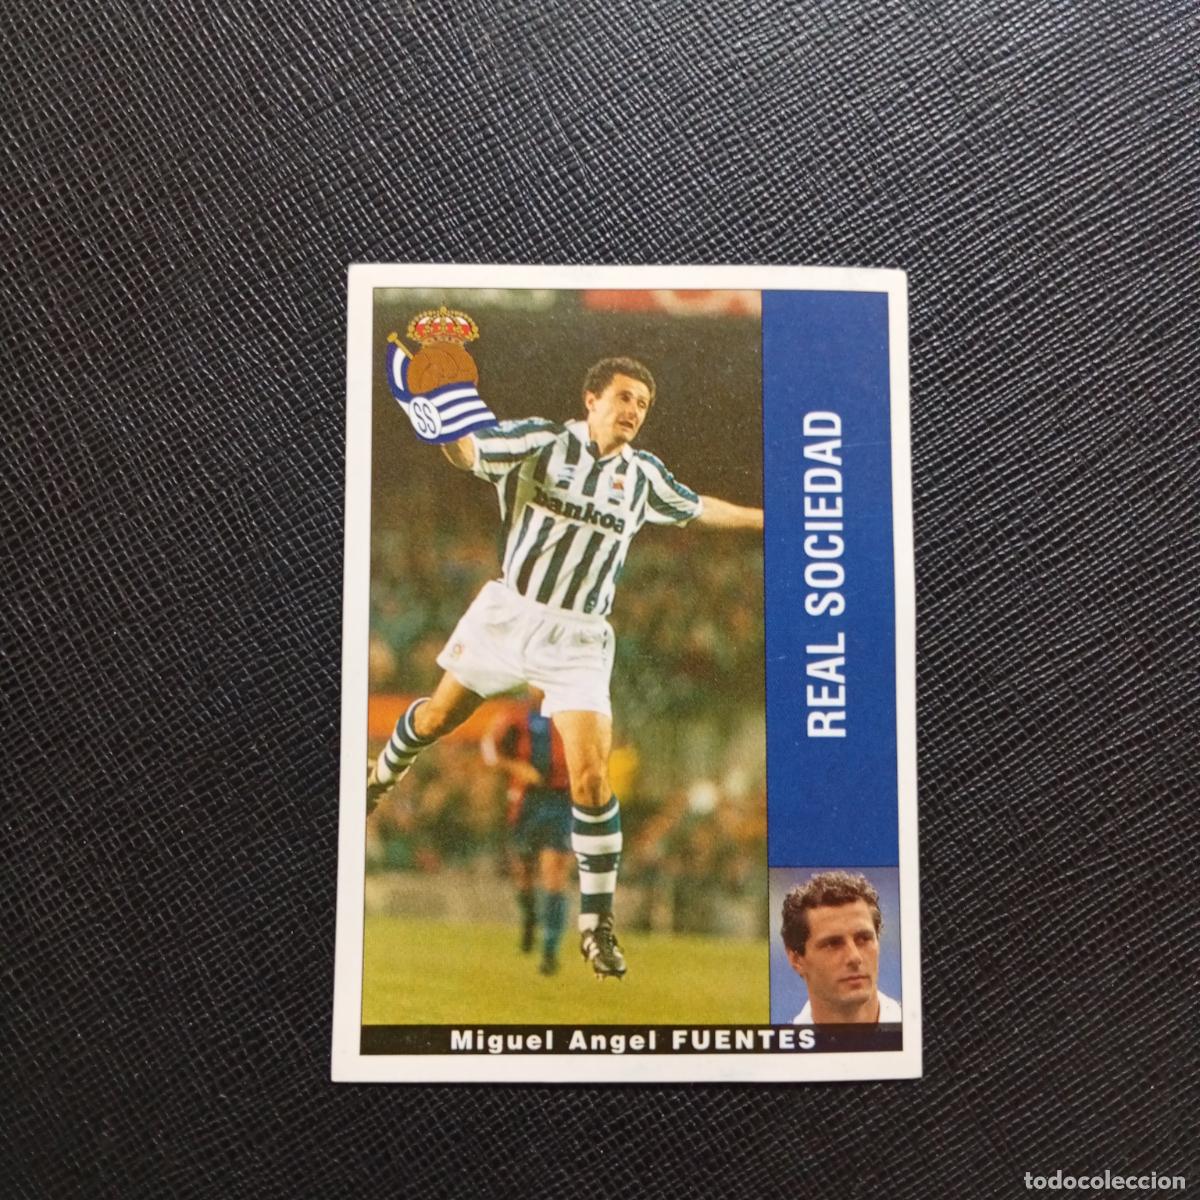 SS
bankoa
REAL SOCIEDAD
Miguel Angel FUENTES
todocoleccion